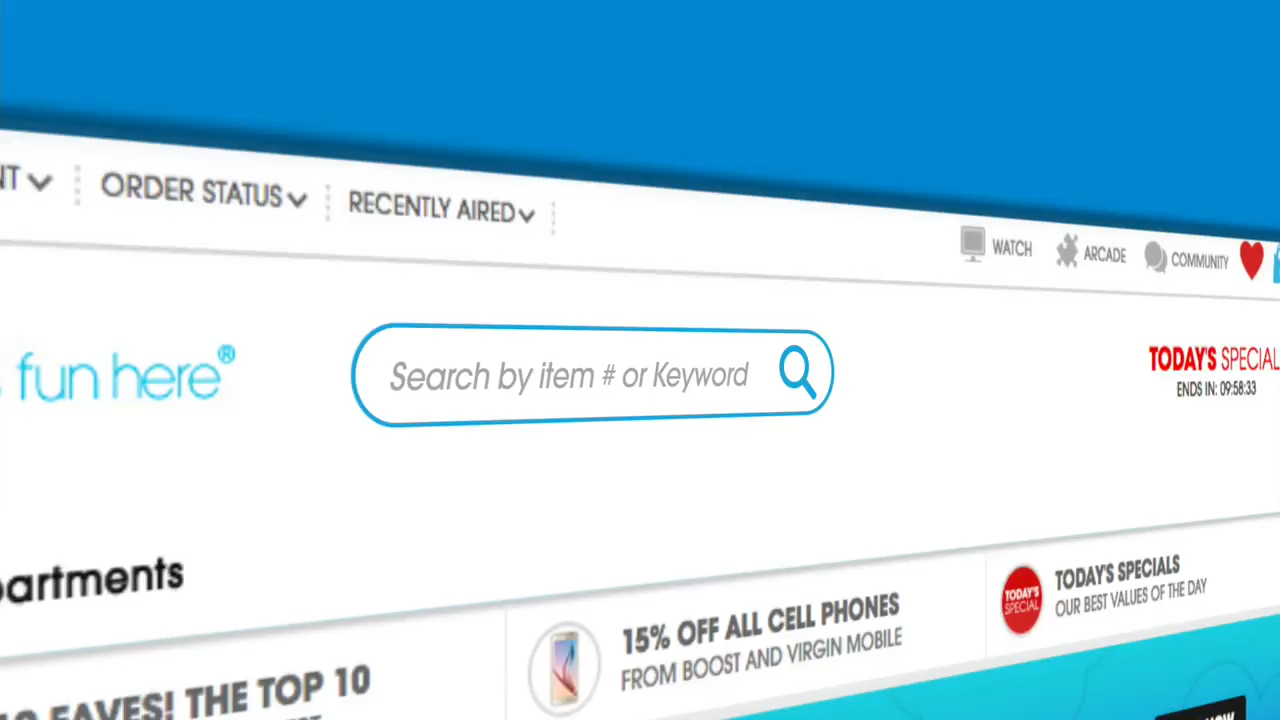 ORDER STATUS
RECENTLY AIRED
WATCH
ARCADE
COMMUNITY
fun here®
Search by item # or Keyword
TODAY'S SPECIAL
ENDS IN: 09:58:33
15% OFF ALL CELL PHONES
FROM BOOST AND VIRGIN MOBILE
TODAY'S SPECIAL
TODAY'S SPECIALS
OUR BEST VALUES OF THE DAY
FAVES! THE TOP 10